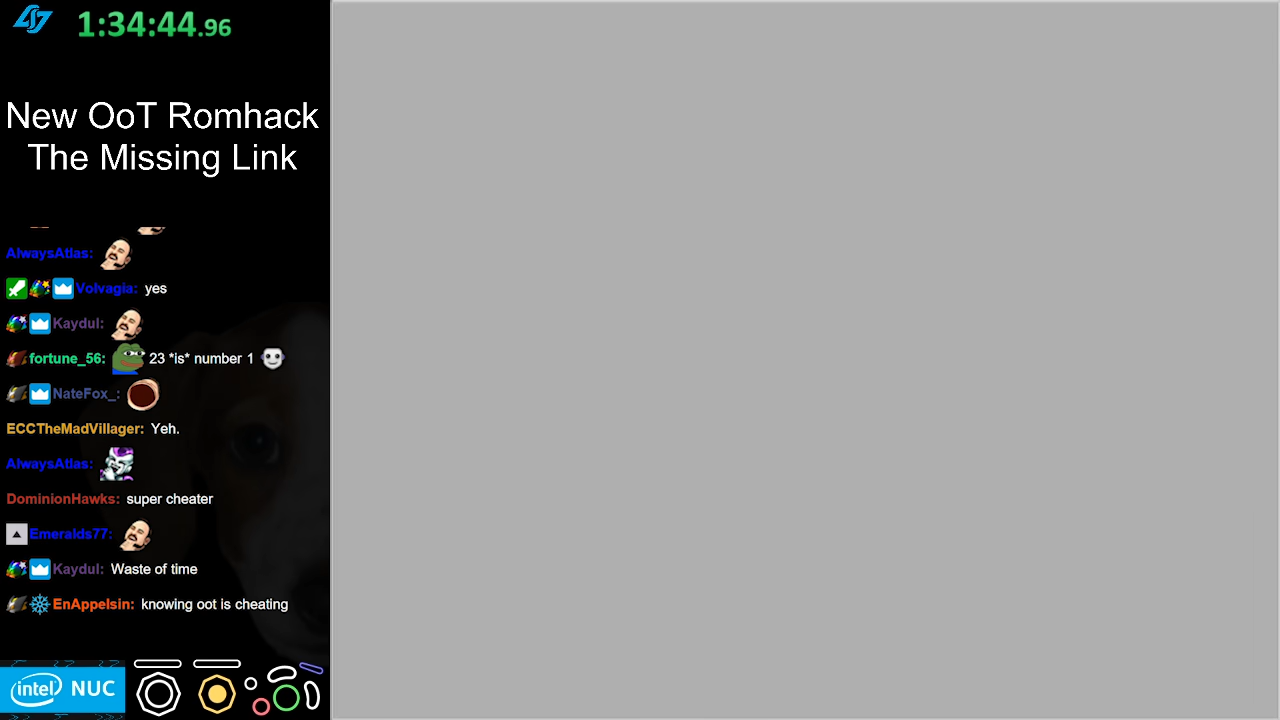 1:34:44.96
New OoT Romhack
The Missing Link
AlwaysAtlas:
Volvagia: yes
Kaydul:
fortune_56: 23 *is* number 1
NateFox_:
ECCTheMadVillager: Yeh.
AlwaysAtlas:
DominionHawks: super cheater
Emeralds77:
Kaydul: Waste of time
EnAppelsin: knowing oot is cheating
intel NUC